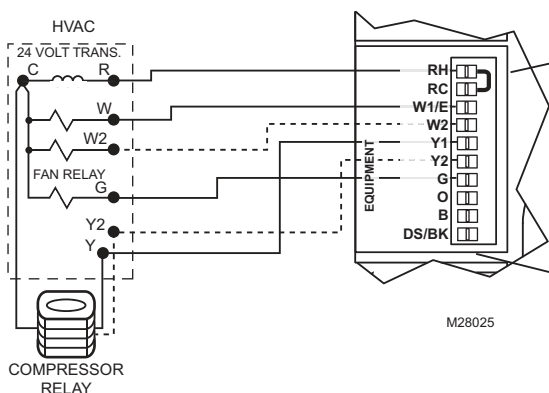 HVAC
24 VOLT TRANS.
C
R
W
W2
FAN RELAY
G
Y2
Y
COMPRESSOR
RELAY
EQUIPMENT
RH
RC
W1/E
W2
Y1
Y2
G
O
B
DS/BK
M28025